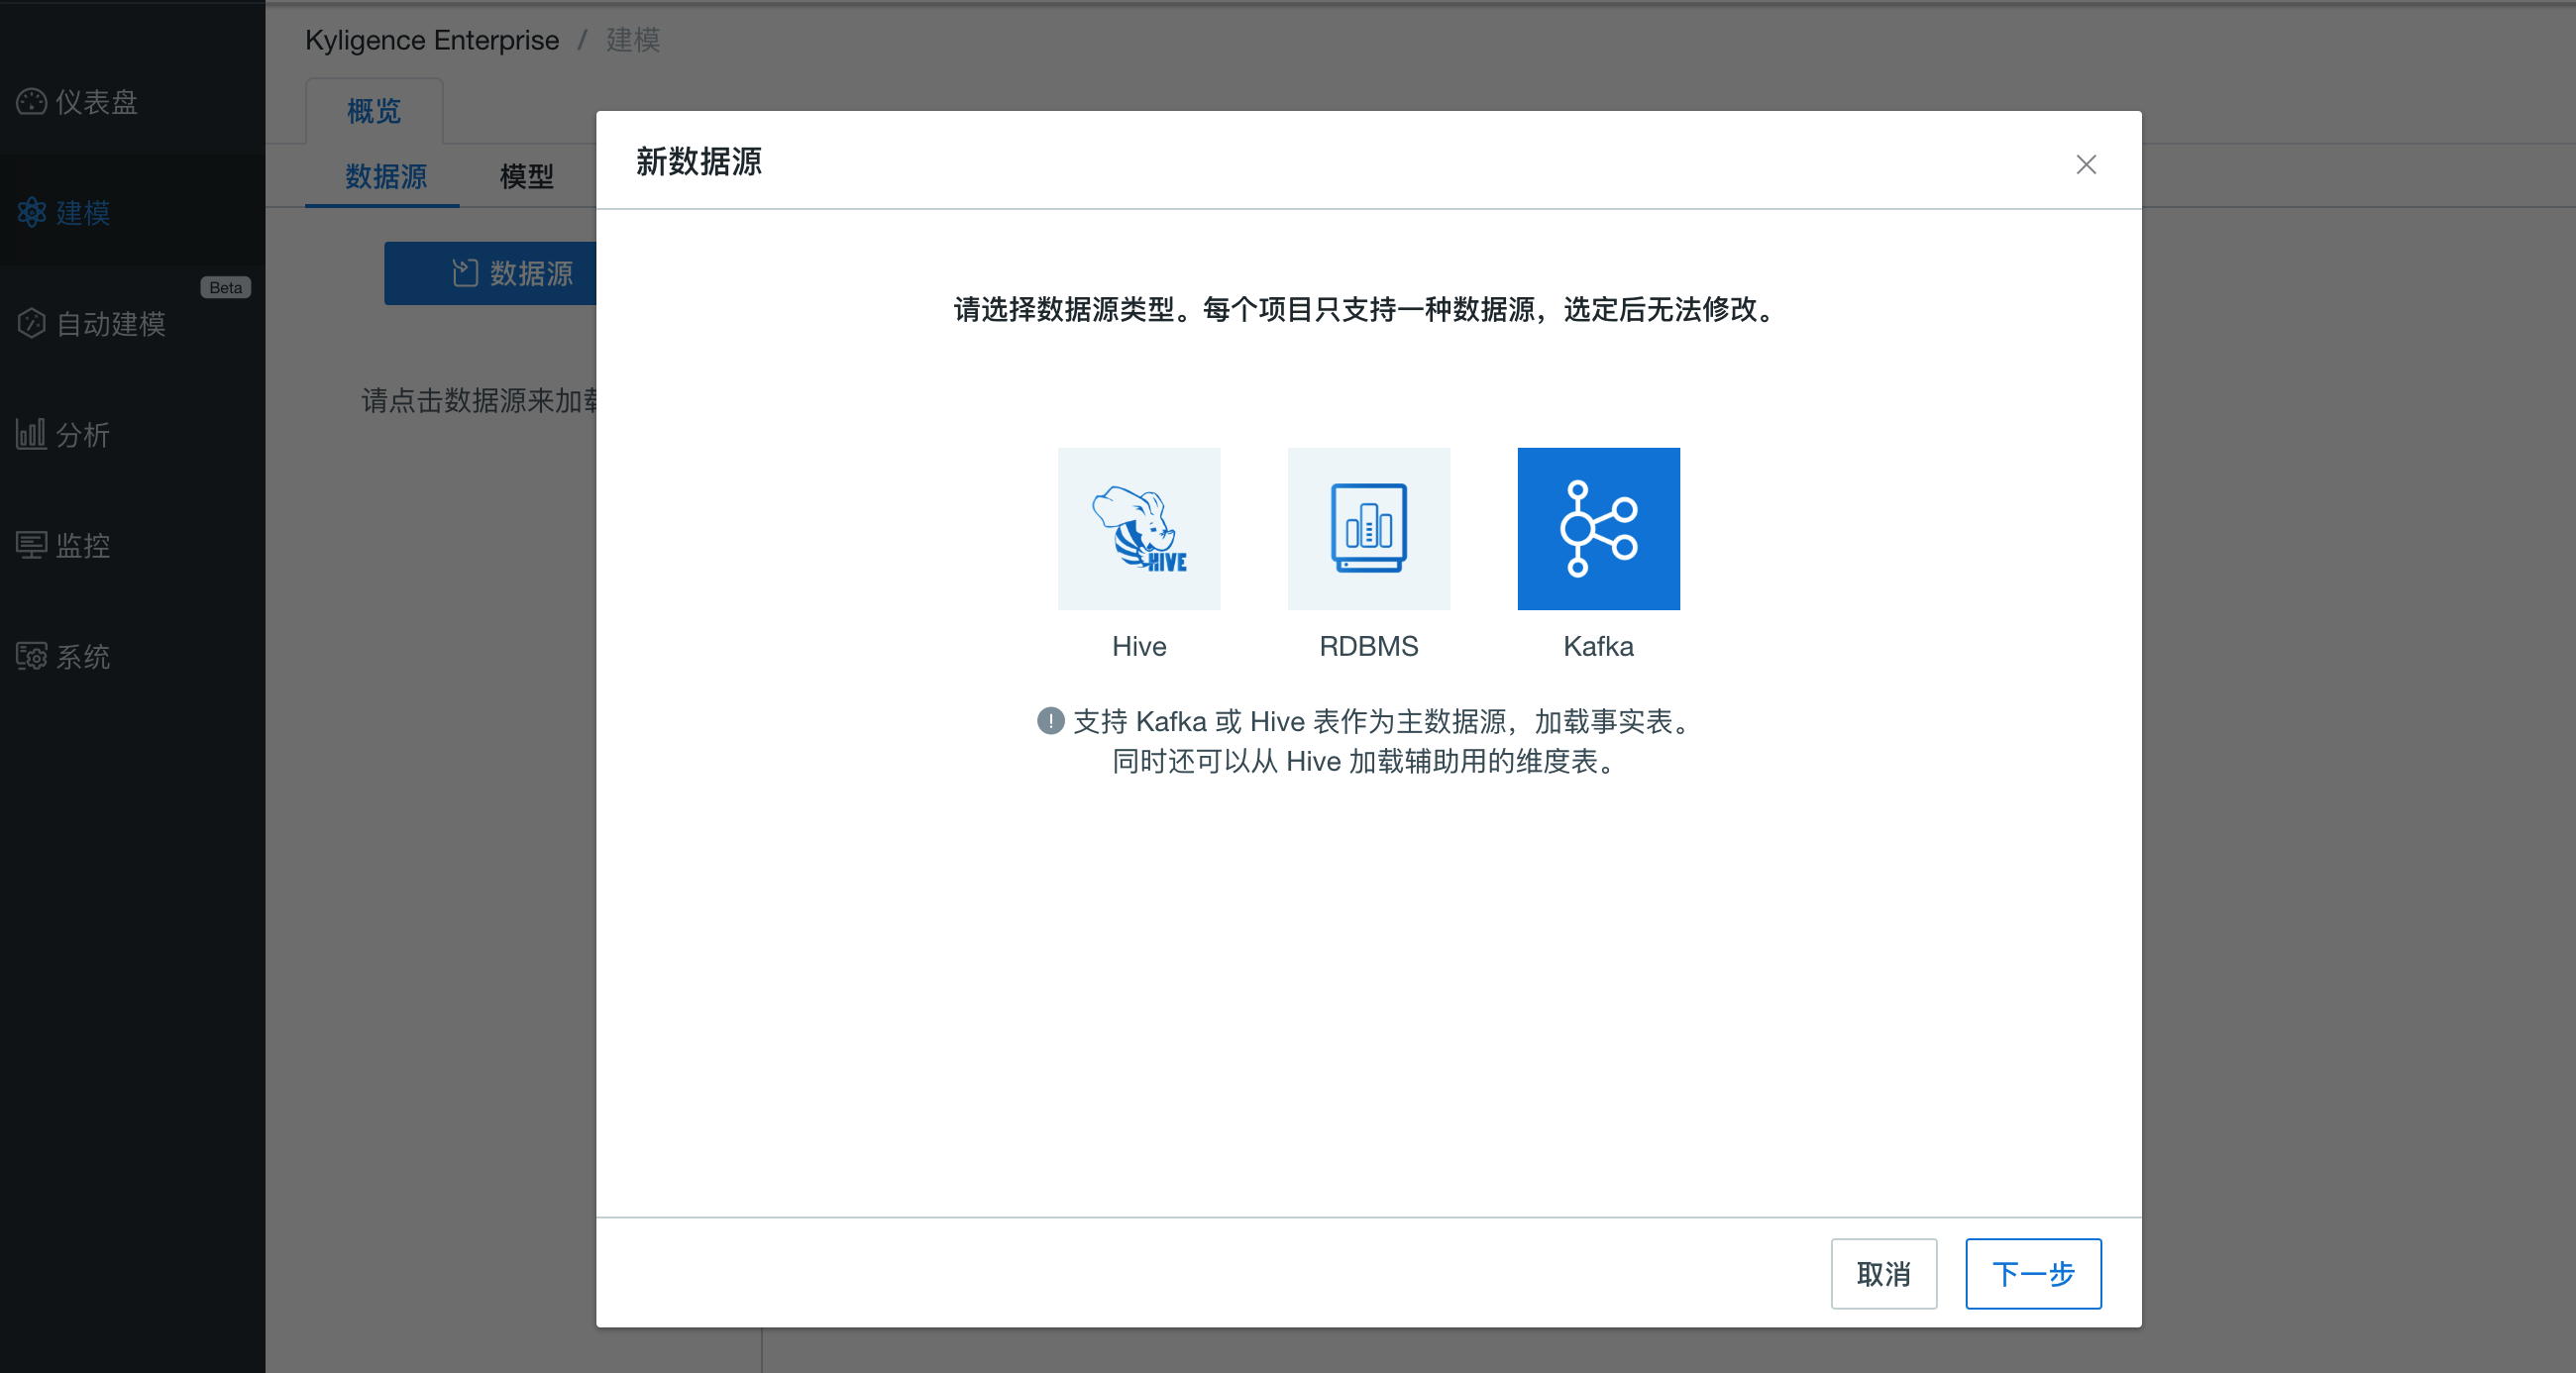 Kyligence Enterprise / 建模
仪表盘
建模
Beta
自动建模
分析
监控
系统
概览
数据源 模型
数据源
请点击数据源来加载
新数据源
请选择数据源类型。每个项目只支持一种数据源，选定后无法修改。
HIVE
Hive RDBMS Kafka
支持 Kafka 或 Hive 表作为主数据源，加载事实表。
同时还可以从 Hive 加载辅助用的维度表。
取消 下一步